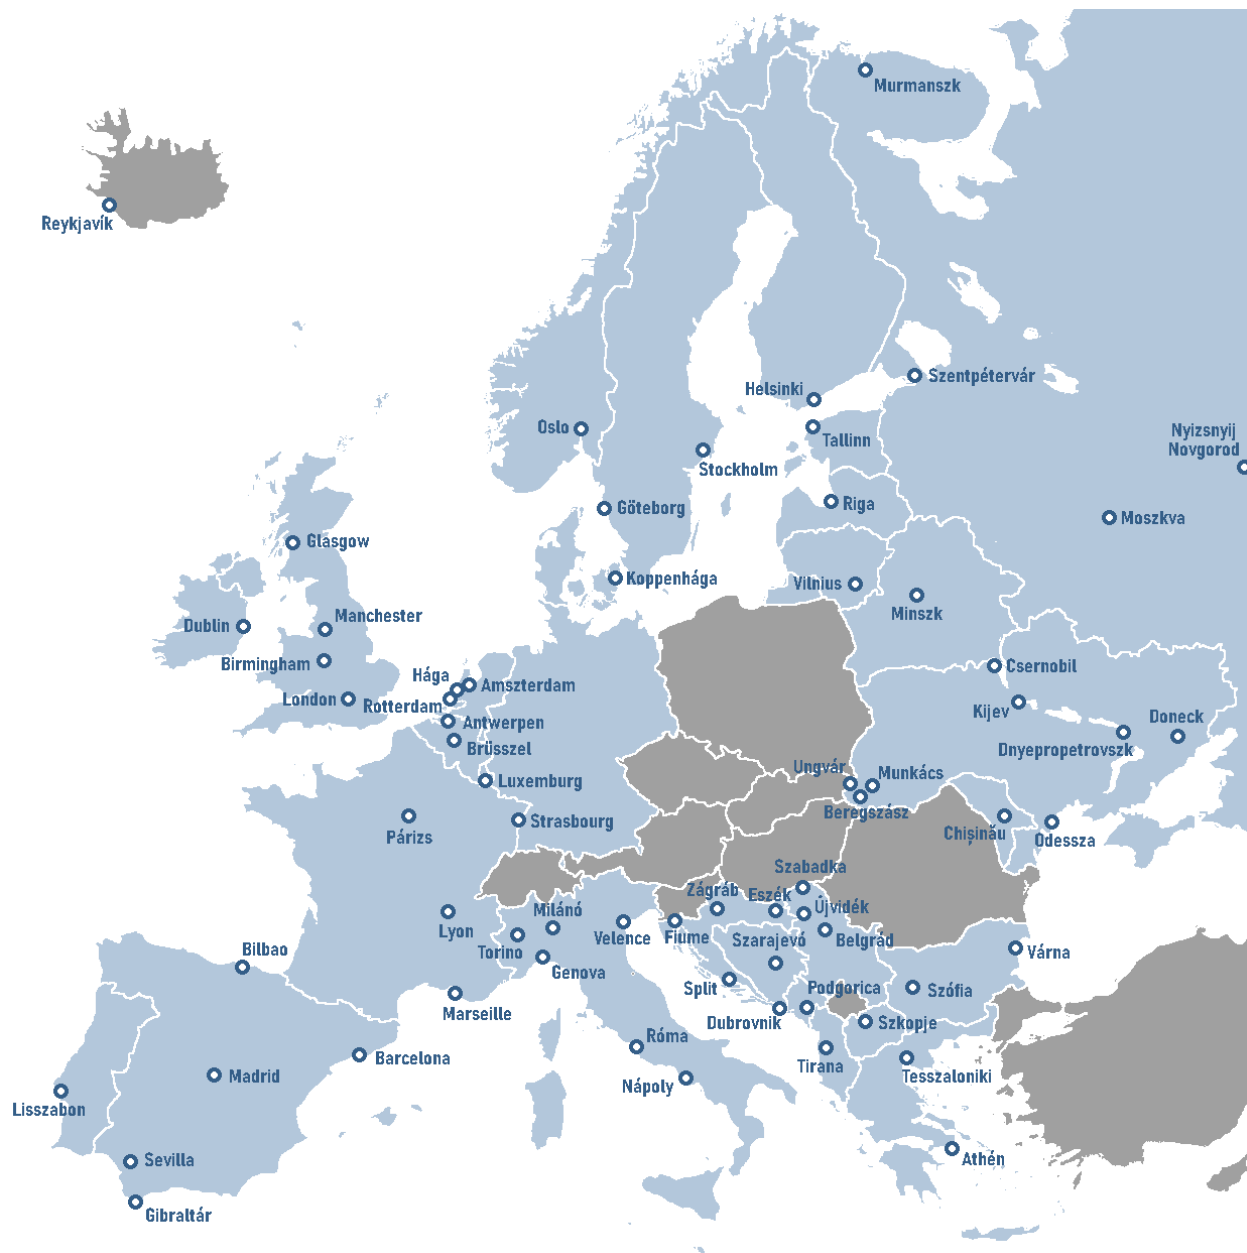 Murmanszk
Reykjavík
Szentpétervár
Helsinki
Oslo
Tallinn
Nyizsnyij
Novgorod
Stockholm
Göteborg
Riga
Moszkva
Glasgow
Koppenhága
Vilnius
Minszk
Manchester
Dublin
Birmingham
Csernobil
Hága
Amszterdam
London
Rotterdam
Kijev
Doneck
Antwerpen
Brüsszel
Dnyepropetrovszk
Ungvár
Munkács
Luxemburg
Beregszász
Strasbourg
Párizs
Chișinău
Odessza
Szabadka
Zágráb
Eszék
Milánó
Újvidék
Lyon
Velence
Fiume
Belgrád
Torino
Szarajevó
Bilbao
Genova
Várna
Split
Podgorica
Szófia
Marseille
Dubrovnik
Szkopje
Róma
Barcelona
Tirana
Madrid
Nápoly
Tesszaloniki
Lisszabon
Sevilla
Athén
Gibraltár